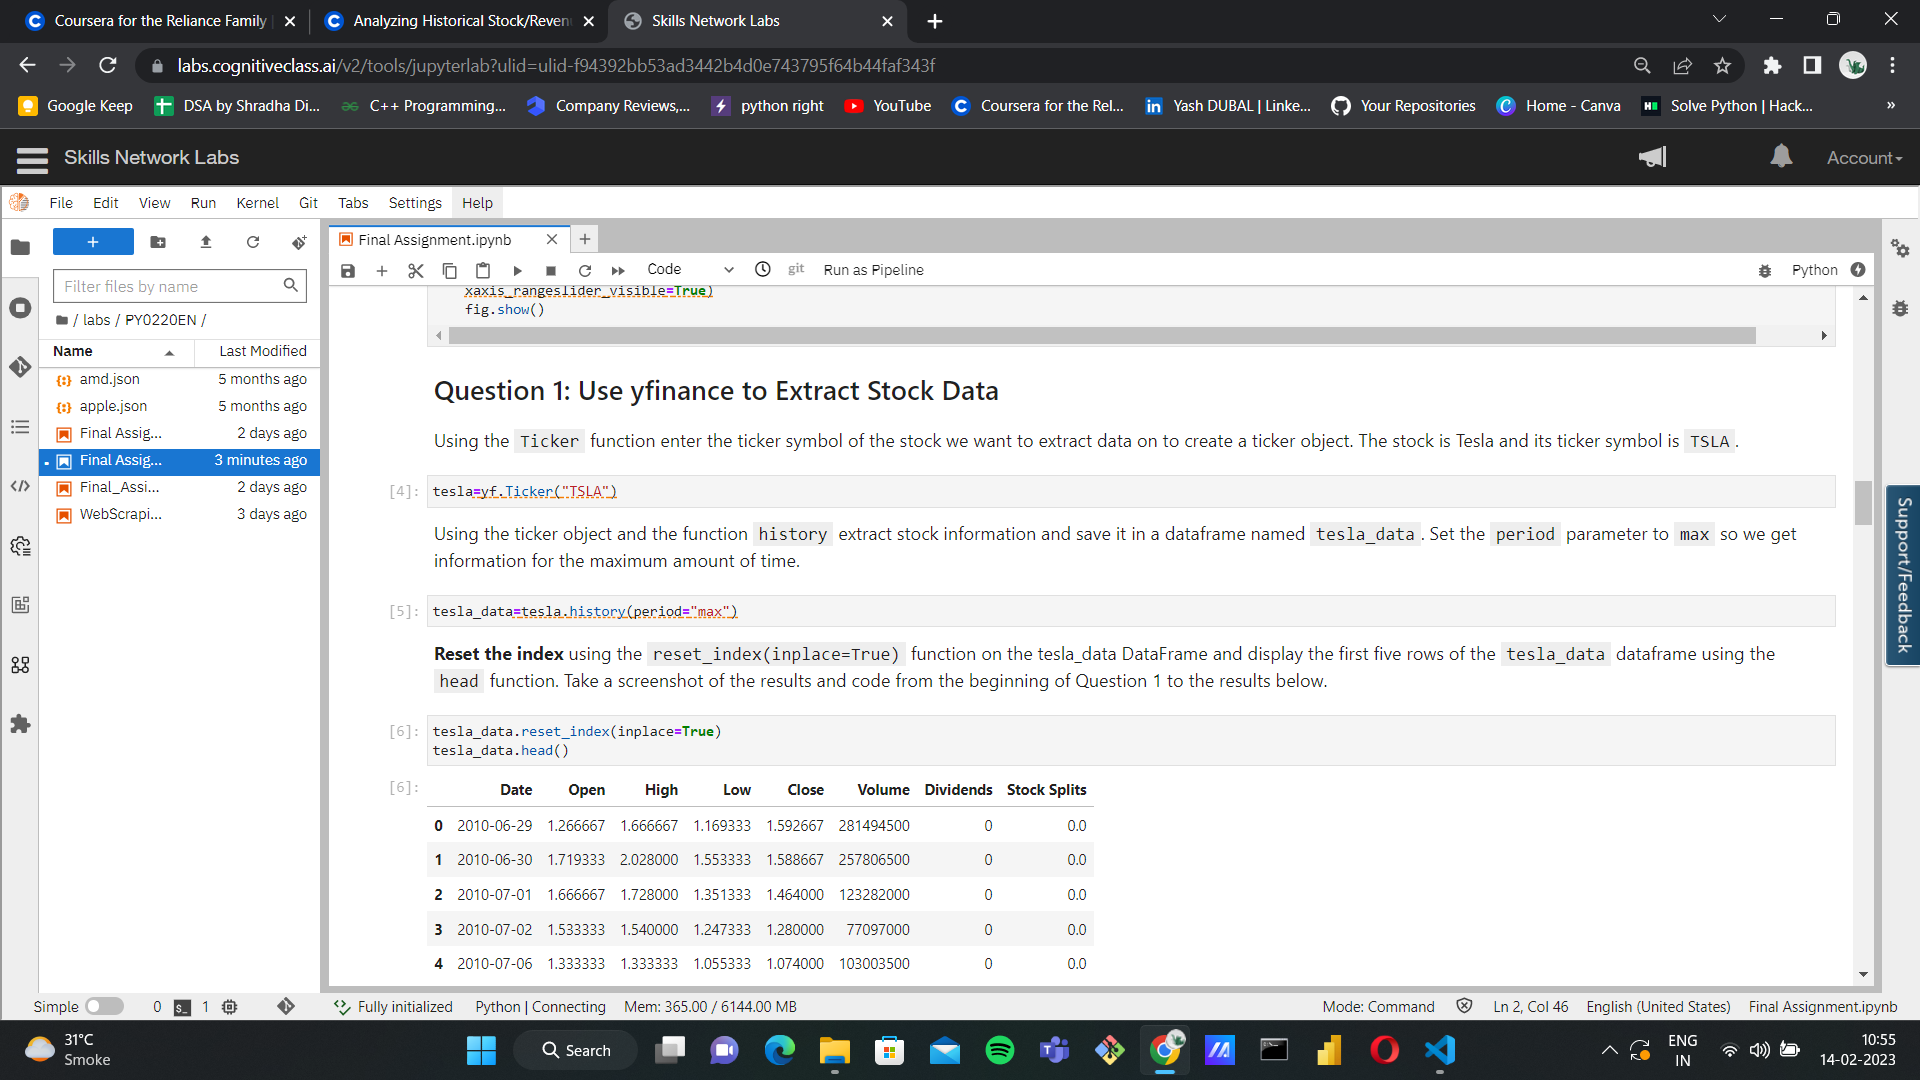 Coursera for the Reliance Family
Analyzing Historical Stock/Reven
Skills Network Labs
labs.cognitiveclass.ai/v2/tools/jupyterlab?ulid=ulid-f94392bb53ad3442b4d0e743795f64b44faf343f
Google Keep
DSA by Shradha Di...
C++ Programming...
Company Reviews,...
python right
YouTube
Coursera for the Rel...
Yash DUBAL | Linke...
Your Repositories
Home - Canva
Solve Python | Hack...
»
Skills Network Labs
Account
File Edit View Run Kernel Git Tabs Settings Help
Final Assignment.ipynb
Code
git
Run as Pipeline
Python
Filter files by name
/ labs / PY0220EN /
Name Last Modified
amd.json 5 months ago
apple.json 5 months ago
Final Assig... 2 days ago
Final Assig... 3 minutes ago
Final_Assi... 2 days ago
WebScrapi... 3 days ago
xaxis_rangeslider_visible=True)
fig.show()
Question 1: Use yfinance to Extract Stock Data
Using the Ticker function enter the ticker symbol of the stock we want to extract data on to create a ticker object. The stock is Tesla and its ticker symbol is TSLA .
[4]: tesla=yf.Ticker("TSLA")
Using the ticker object and the function history extract stock information and save it in a dataframe named tesla_data . Set the period parameter to max so we get
information for the maximum amount of time.
[5]: tesla_data=tesla.history(period="max")
Reset the index using the reset_index(inplace=True) function on the tesla_data DataFrame and display the first five rows of the tesla_data dataframe using the
head function. Take a screenshot of the results and code from the beginning of Question 1 to the results below.
[6]: tesla_data.reset_index(inplace=True)
tesla_data.head()
[6]: Date Open High Low Close Volume Dividends Stock Splits
0 2010-06-29 1.266667 1.666667 1.169333 1.592667 281494500 0 0.0
1 2010-06-30 1.719333 2.028000 1.553333 1.588667 257806500 0 0.0
2 2010-07-01 1.666667 1.728000 1.351333 1.464000 123282000 0 0.0
3 2010-07-02 1.533333 1.540000 1.247333 1.280000 77097000 0 0.0
4 2010-07-06 1.333333 1.333333 1.055333 1.074000 103003500 0 0.0
Support/Feedback
Simple 0 1 Fully initialized Python | Connecting Mem: 365.00 / 6144.00 MB Mode: Command Ln 2, Col 46 English (United States) Final Assignment.ipynb
31°C
Smoke
Search
ENG
IN
10:55
14-02-2023